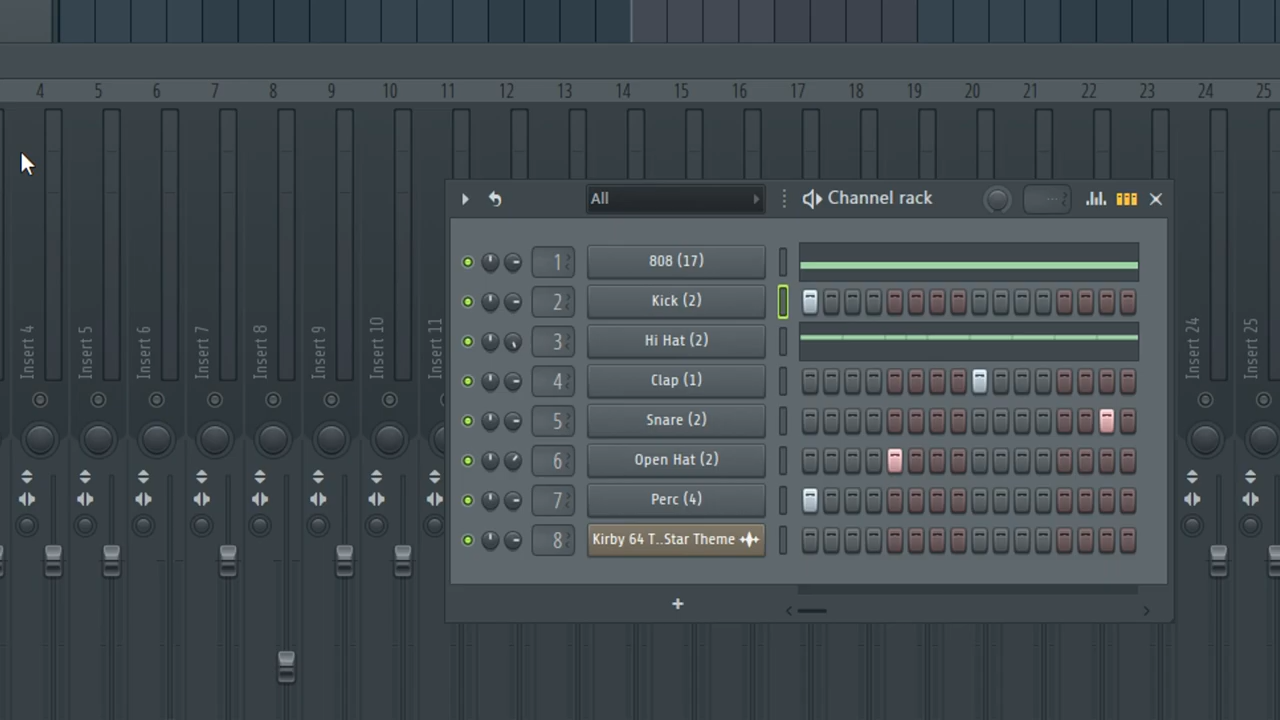 4 5 6 7 8 9 10 11 12 13 14 15 16 17 18 19 20 21 22 23 24 25
All Channel rack
1 808 (17)
2 Kick (2)
3 Hi Hat (2)
4 Clap (1)
5 Snare (2)
6 Open Hat (2)
7 Perc (4)
8 Kirby 64 T..Star Theme
+
Insert 4
Insert 5
Insert 6
Insert 7
Insert 8
Insert 9
Insert 10
Insert 11
Insert 24
Insert 25